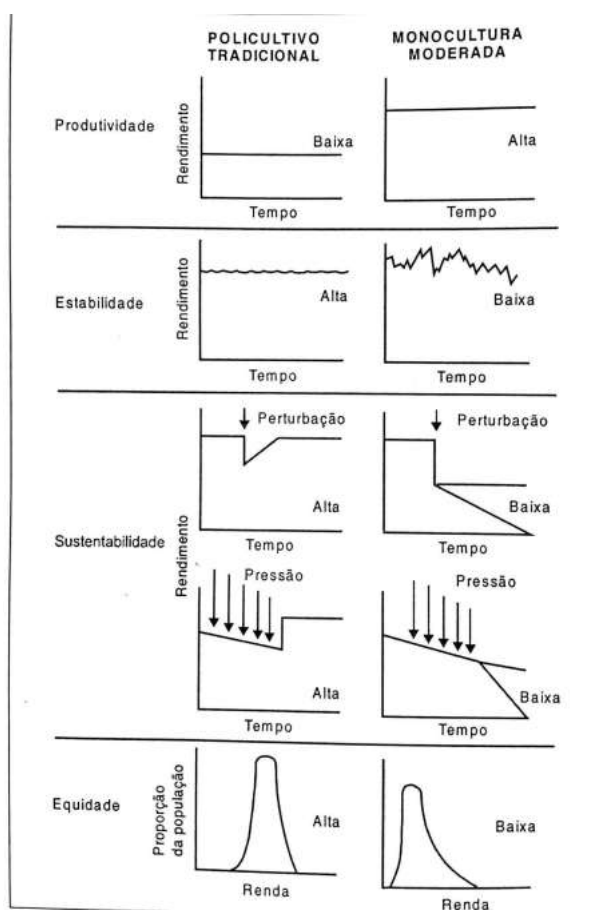 POLICULTIVO
TRADICIONAL
MONOCULTURA
MODERADA
Produtividade
Rendimento
Baixa
Tempo
Alta
Tempo
Estabilidade
Rendimento
Alta
Tempo
Baixa
Tempo
Sustentabilidade
Rendimento
Perturbação
Alta
Tempo
Perturbação
Baixa
Tempo
Pressão
Alta
Tempo
Pressão
Baixa
Tempo
Equidade
Proporção
da população
Alta
Renda
Baixa
Renda